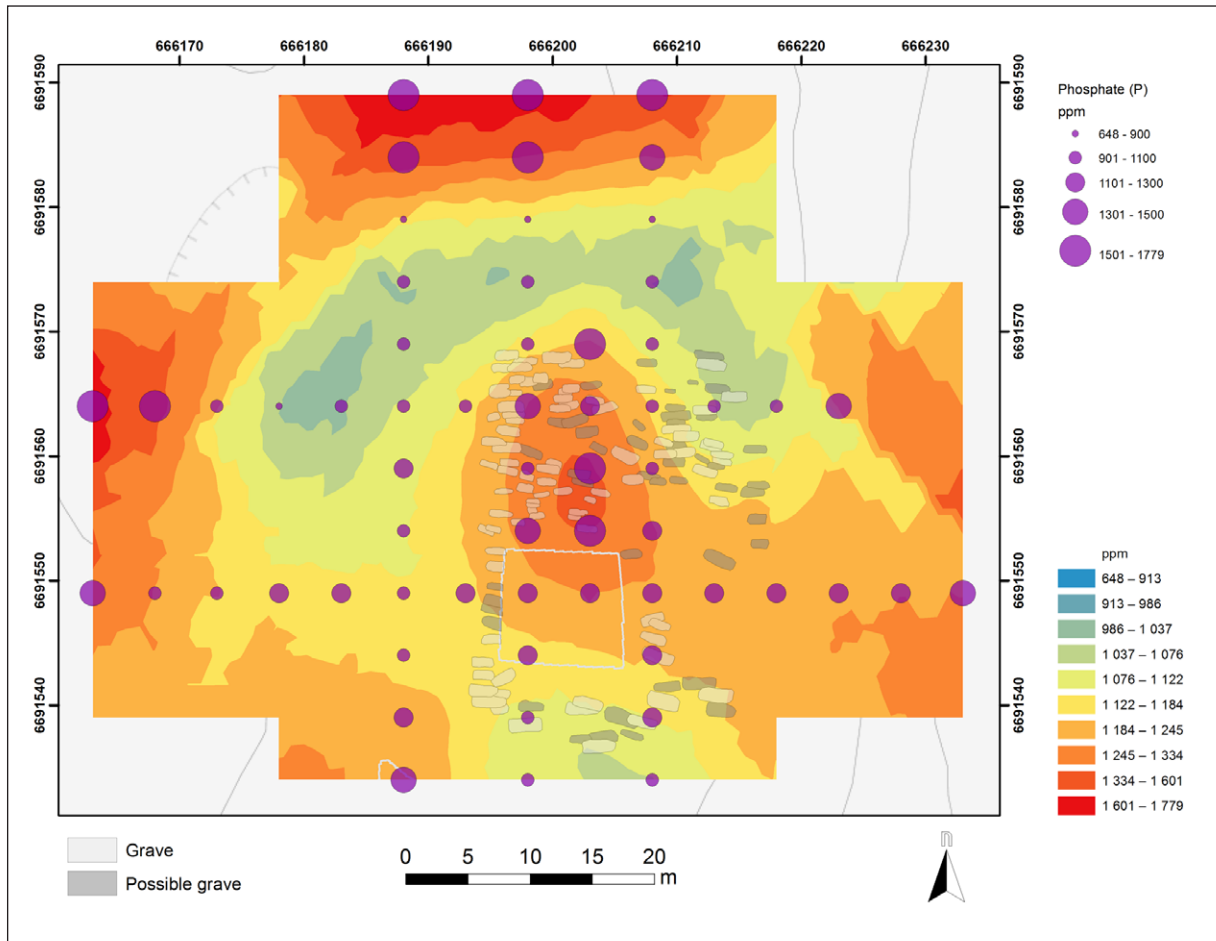 666170 666180 666190 666200 666210 666220 666230
6691590
6691590
Phosphate (P)
ppm
648 - 900
901 - 1100
1101 - 1300
1301 - 1500
1501 - 1779
6691580
6691580
6691570
6691570
6691560
6691560
6691550
6691550
6691540
6691540
ppm
648 – 913
913 – 986
986 – 1 037
1 037 – 1 076
1 076 – 1 122
1 122 – 1 184
1 184 – 1 245
1 245 – 1 334
1 334 – 1 601
1 601 – 1 779
Grave
Possible grave
0 5 10 15 20
m
n